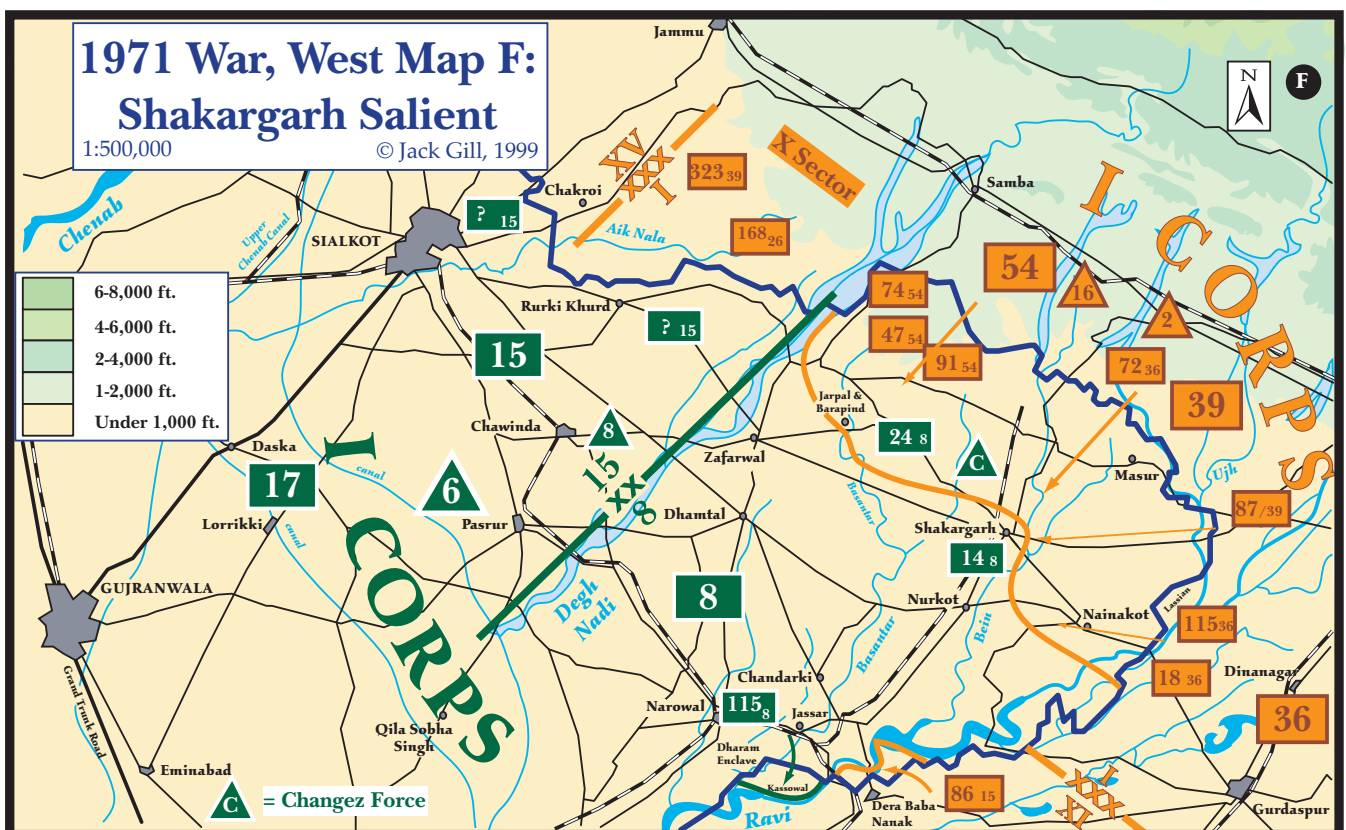 1971 War, West Map F:
Shakargarh Salient
1:500,000
© Jack Gill, 1999
Jammu
N
F
Chenab
Upper
Chenab Canal
SIALKOT
? 15
Chakroi
XV
XXX
I
323 39
X Sector
Samba
I CORPS
Aik Nala
168 26
6-8,000 ft.
4-6,000 ft.
2-4,000 ft.
1-2,000 ft.
Under 1,000 ft.
Rurki Khurd
? 15
15
74 54
54
16
2
47 54
91 54
72 36
39
Jarpal &
Barapind
Chawinda
8
24 8
C
Zafarwal
Masur
Ujh
Daska
17
canal
6
15
XX
8
Basantar
87/39
Lorrikki
canal
Pasrur
Dhamtal
Shakargarh
14 8
I CORPS
GUJRANWALA
8
Degh
Nadi
Nurkot
Bein
Lassian
Nainakot
115 36
Basantar
Grand Trunk Road
Chandarki
18 36
Dinanagar
Narowal
115 8
Jassar
36
Qila Sobha
Singh
Dharam
Enclave
Kassowal
Eminabad
C
= Changez Force
Ravi
Dera Baba
Nanak
86 15
I
XXX
XI
Gurdaspur